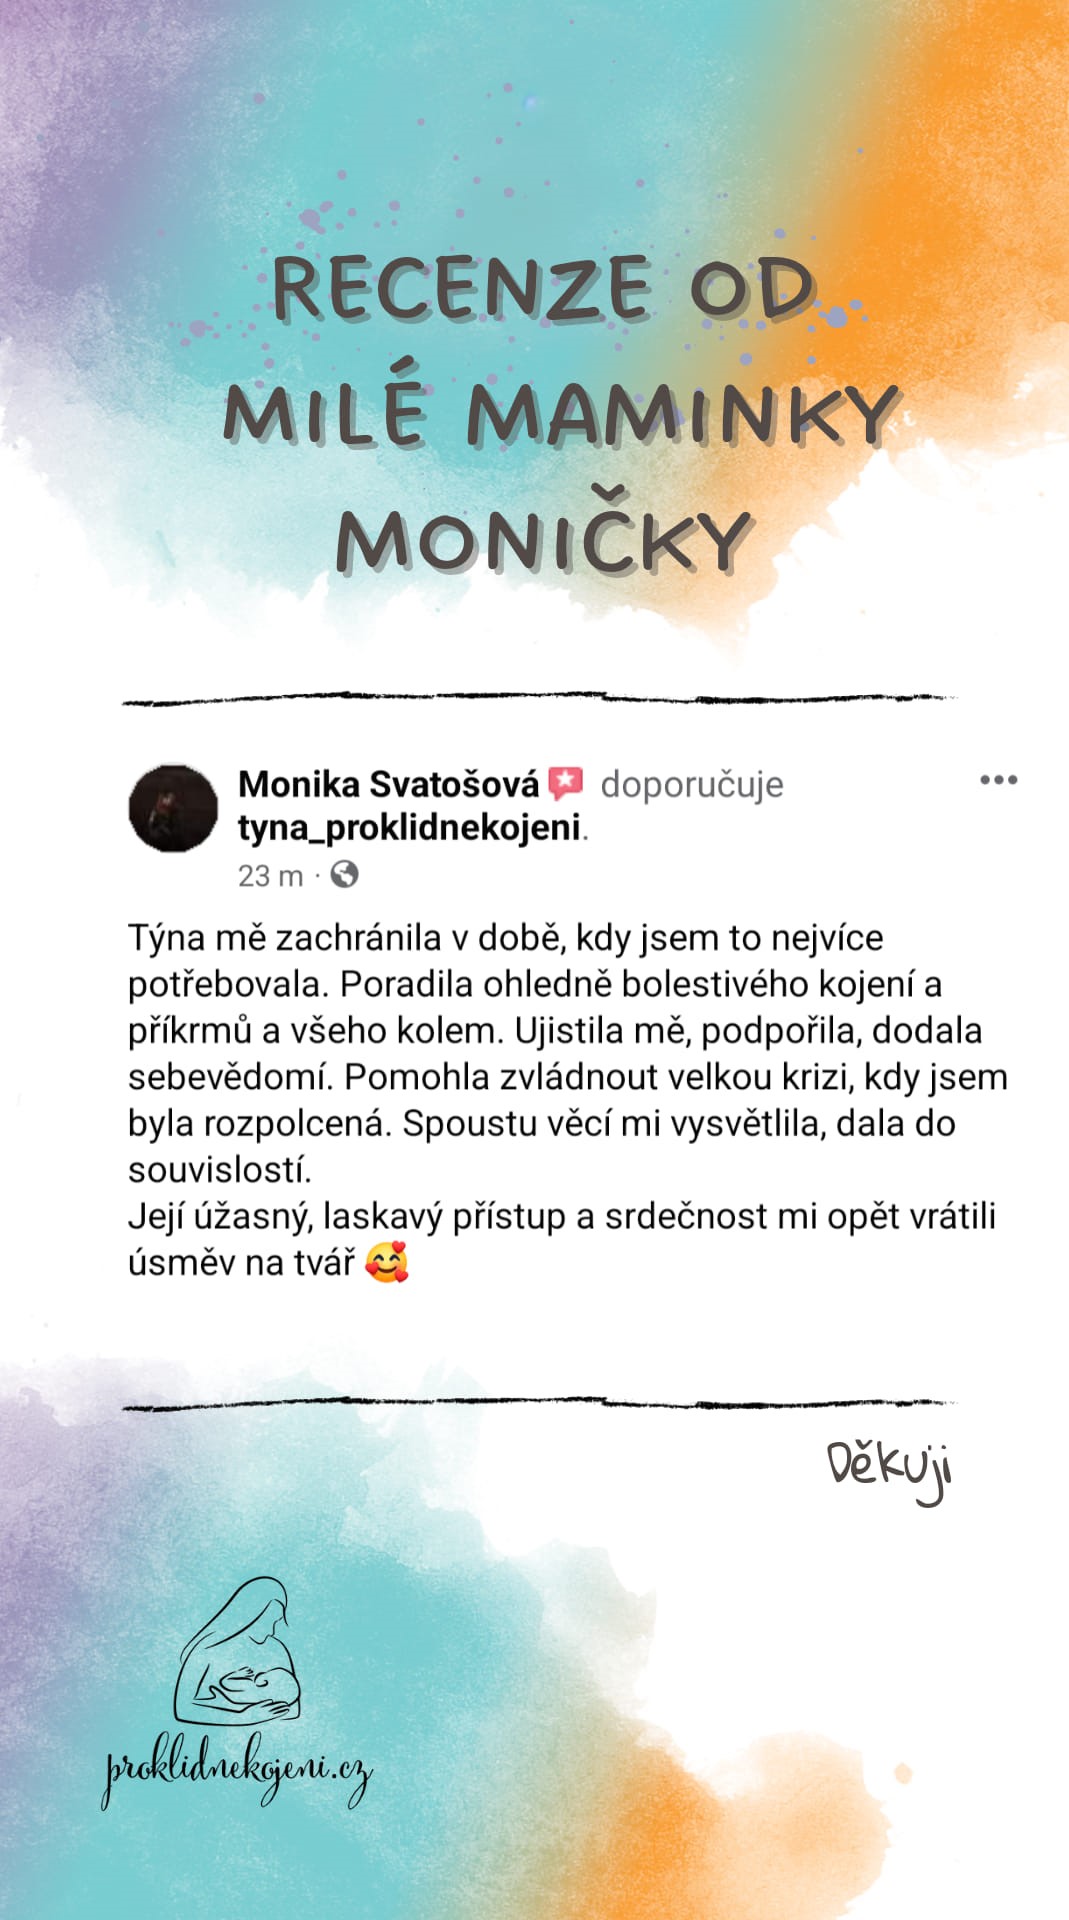 RECENZE OD
MILÉ MAMINKY
MONIČKY
Monika Svatošová doporučuje
tyna_proklidnekojeni.
23 m ·
Týna mě zachránila v době, kdy jsem to nejvíce
potřebovala. Poradila ohledně bolestivého kojení a
příkrmů a všeho kolem. Ujistila mě, podpořila, dodala
sebevědomí. Pomohla zvládnout velkou krizi, kdy jsem
byla rozpolcená. Spoustu věcí mi vysvětlila, dala do
souvislostí.
Její úžasný, laskavý přístup a srdečnost mi opět vrátili
úsměv na tvář 🥰
Děkuji
proklidnekojeni.cz